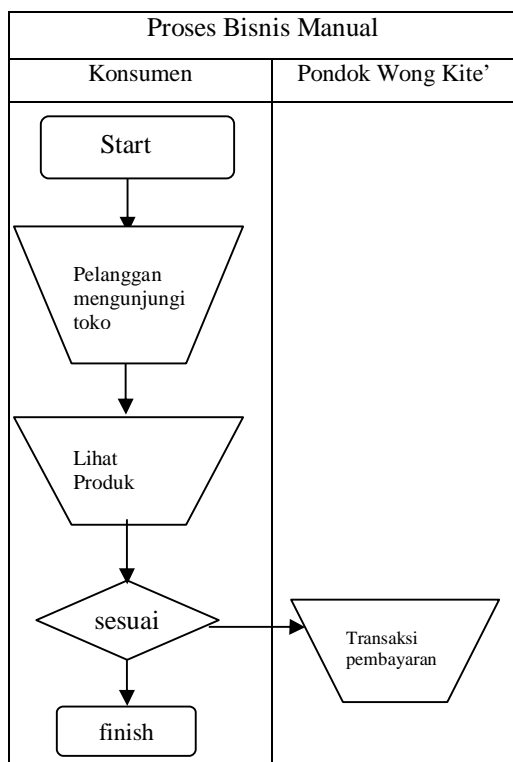 Proses Bisnis Manual
Konsumen
Pondok Wong Kite’
Start
Pelanggan
mengunjungi
toko
Lihat
Produk
sesuai
Transaksi
pembayaran
finish